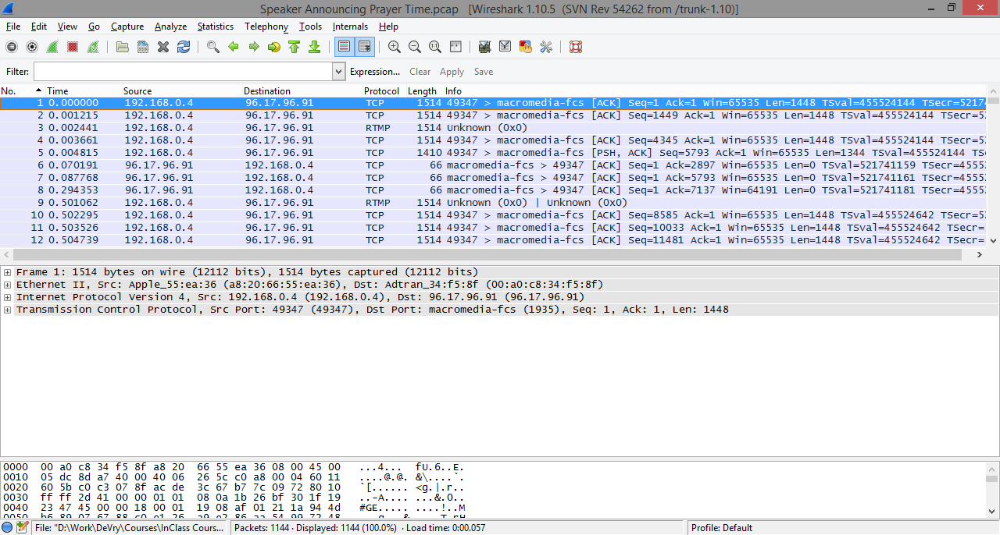 Speaker Announcing Prayer Time.pcap [Wireshark 1.10.5 (SVN Rev 54262 from /trunk-1.10)]
File Edit View Go Capture Analyze Statistics Telephony Tools Internals Help
Filter: Expression... Clear Apply Save
No. Time Source Destination Protocol Length Info
1 0.000000 192.168.0.4 96.17.96.91 TCP 1514 49347 > macromedia-fcs [ACK] Seq=1 Ack=1 Win=65535 Len=1448 TSval=455524144 TSecr=52174
2 0.001215 192.168.0.4 96.17.96.91 TCP 1514 49347 > macromedia-fcs [ACK] Seq=1449 Ack=1 Win=65535 Len=1448 TSval=455524144 TSecr=52
3 0.002441 192.168.0.4 96.17.96.91 RTMP 1514 Unknown (0x0)
4 0.003661 192.168.0.4 96.17.96.91 TCP 1514 49347 > macromedia-fcs [ACK] Seq=4345 Ack=1 Win=65535 Len=1448 TSval=455524144 TSecr=52
5 0.004815 192.168.0.4 96.17.96.91 TCP 1410 49347 > macromedia-fcs [PSH, ACK] Seq=5793 Ack=1 Win=65535 Len=1344 TSval=455524144 TS
6 0.070191 96.17.96.91 192.168.0.4 TCP 66 macromedia-fcs > 49347 [ACK] Seq=1 Ack=2897 Win=65535 Len=0 TSval=521741159 TSecr=4555
7 0.087768 96.17.96.91 192.168.0.4 TCP 66 macromedia-fcs > 49347 [ACK] Seq=1 Ack=5793 Win=65535 Len=0 TSval=521741161 TSecr=4555
8 0.294353 96.17.96.91 192.168.0.4 TCP 66 macromedia-fcs > 49347 [ACK] Seq=1 Ack=7137 Win=64191 Len=0 TSval=521741181 TSecr=4555
9 0.501062 192.168.0.4 96.17.96.91 RTMP 1514 Unknown (0x0) | Unknown (0x0)
10 0.502295 192.168.0.4 96.17.96.91 TCP 1514 49347 > macromedia-fcs [ACK] Seq=8585 Ack=1 Win=65535 Len=1448 TSval=455524642 TSecr=52
11 0.503526 192.168.0.4 96.17.96.91 TCP 1514 49347 > macromedia-fcs [ACK] Seq=10033 Ack=1 Win=65535 Len=1448 TSval=455524642 TSecr=
12 0.504739 192.168.0.4 96.17.96.91 TCP 1514 49347 > macromedia-fcs [ACK] Seq=11481 Ack=1 Win=65535 Len=1448 TSval=455524642 TSecr=
Frame 1: 1514 bytes on wire (12112 bits), 1514 bytes captured (12112 bits)
Ethernet II, Src: Apple_55:ea:36 (a8:20:66:55:ea:36), Dst: Adtran_34:f5:8f (00:a0:c8:34:f5:8f)
Internet Protocol Version 4, Src: 192.168.0.4 (192.168.0.4), Dst: 96.17.96.91 (96.17.96.91)
Transmission Control Protocol, Src Port: 49347 (49347), Dst Port: macromedia-fcs (1935), Seq: 1, Ack: 1, Len: 1448
0000 00 a0 c8 34 f5 8f a8 20 66 55 ea 36 08 00 45 00 ...4... fU.6..E.
0010 05 dc 8d a7 40 00 40 06 26 5c c0 a8 00 04 60 11 ....@.@. &\....`.
0020 60 5b c0 c3 07 8f ac de 3c 67 b7 7c 09 72 80 10 `[...... <g.|.r..
0030 ff ff 2d 41 00 00 01 01 08 0a 1b 26 bf 30 1f 19 ..-A.... ...&.0..
0040 23 47 45 00 00 18 00 01 19 08 af 01 21 1a 94 4d #GE..... ....!..M
File: "D:\Work\DeVry\Courses\InClass Cours... Packets: 1144 · Displayed: 1144 (100.0%) · Load time: 0:00.057 Profile: Default